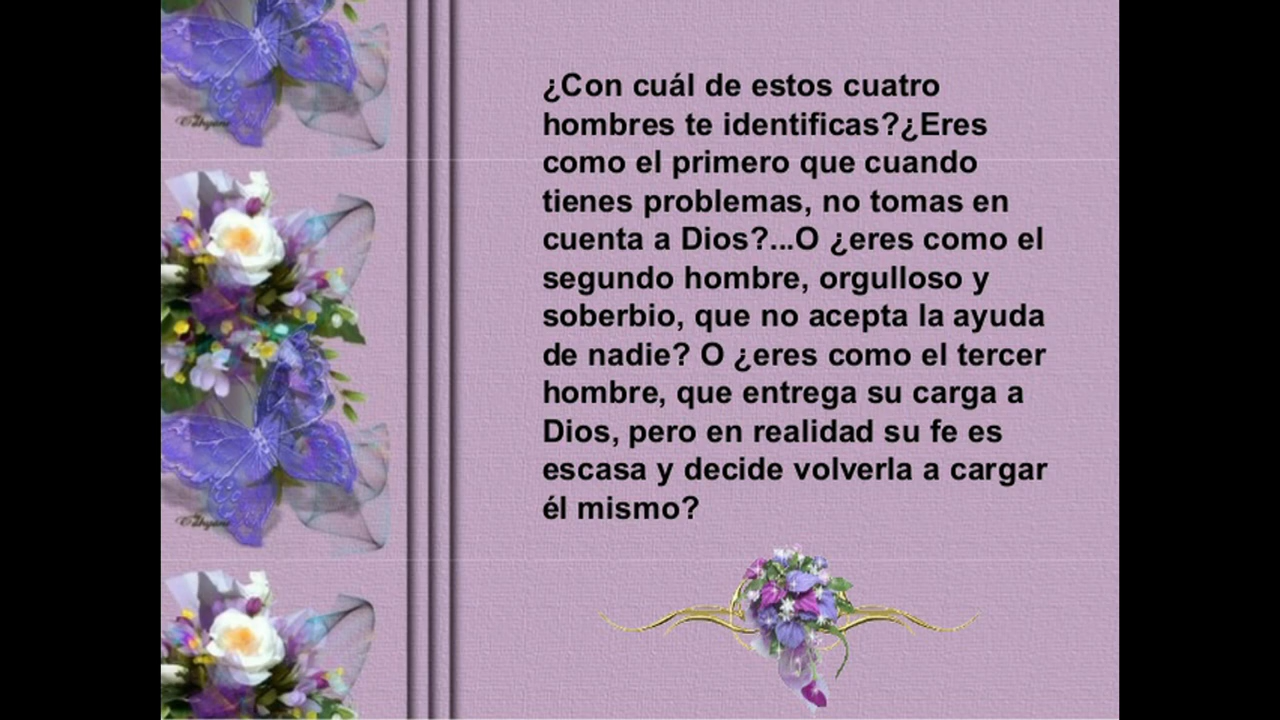 ¿Con cuál de estos cuatro
hombres te identificas?¿Eres
como el primero que cuando
tienes problemas, no tomas en
cuenta a Dios?...O ¿eres como el
segundo hombre, orgulloso y
soberbio, que no acepta la ayuda
de nadie? O ¿eres como el tercer
hombre, que entrega su carga a
Dios, pero en realidad su fe es
escasa y decide volverla a cargar
él mismo?